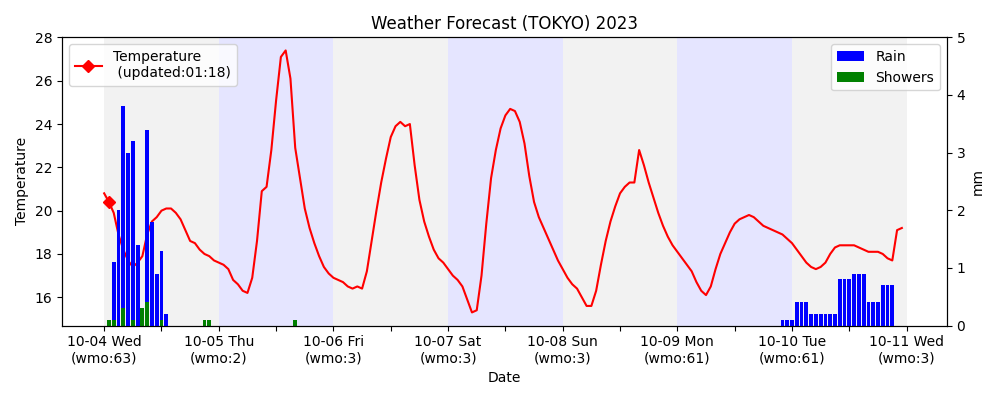 Weather Forecast (TOKYO) 2023
Temperature
(updated:01:18)
Rain
Showers
28
26
24
22
20
18
16
Temperature
5
4
3
2
1
0
mm
10-04 Wed 10-05 Thu 10-06 Fri 10-07 Sat 10-08 Sun 10-09 Mon 10-10 Tue 10-11 Wed
(wmo:63) (wmo:2) (wmo:3) (wmo:3) (wmo:3) (wmo:61) (wmo:61) (wmo:3)
Date